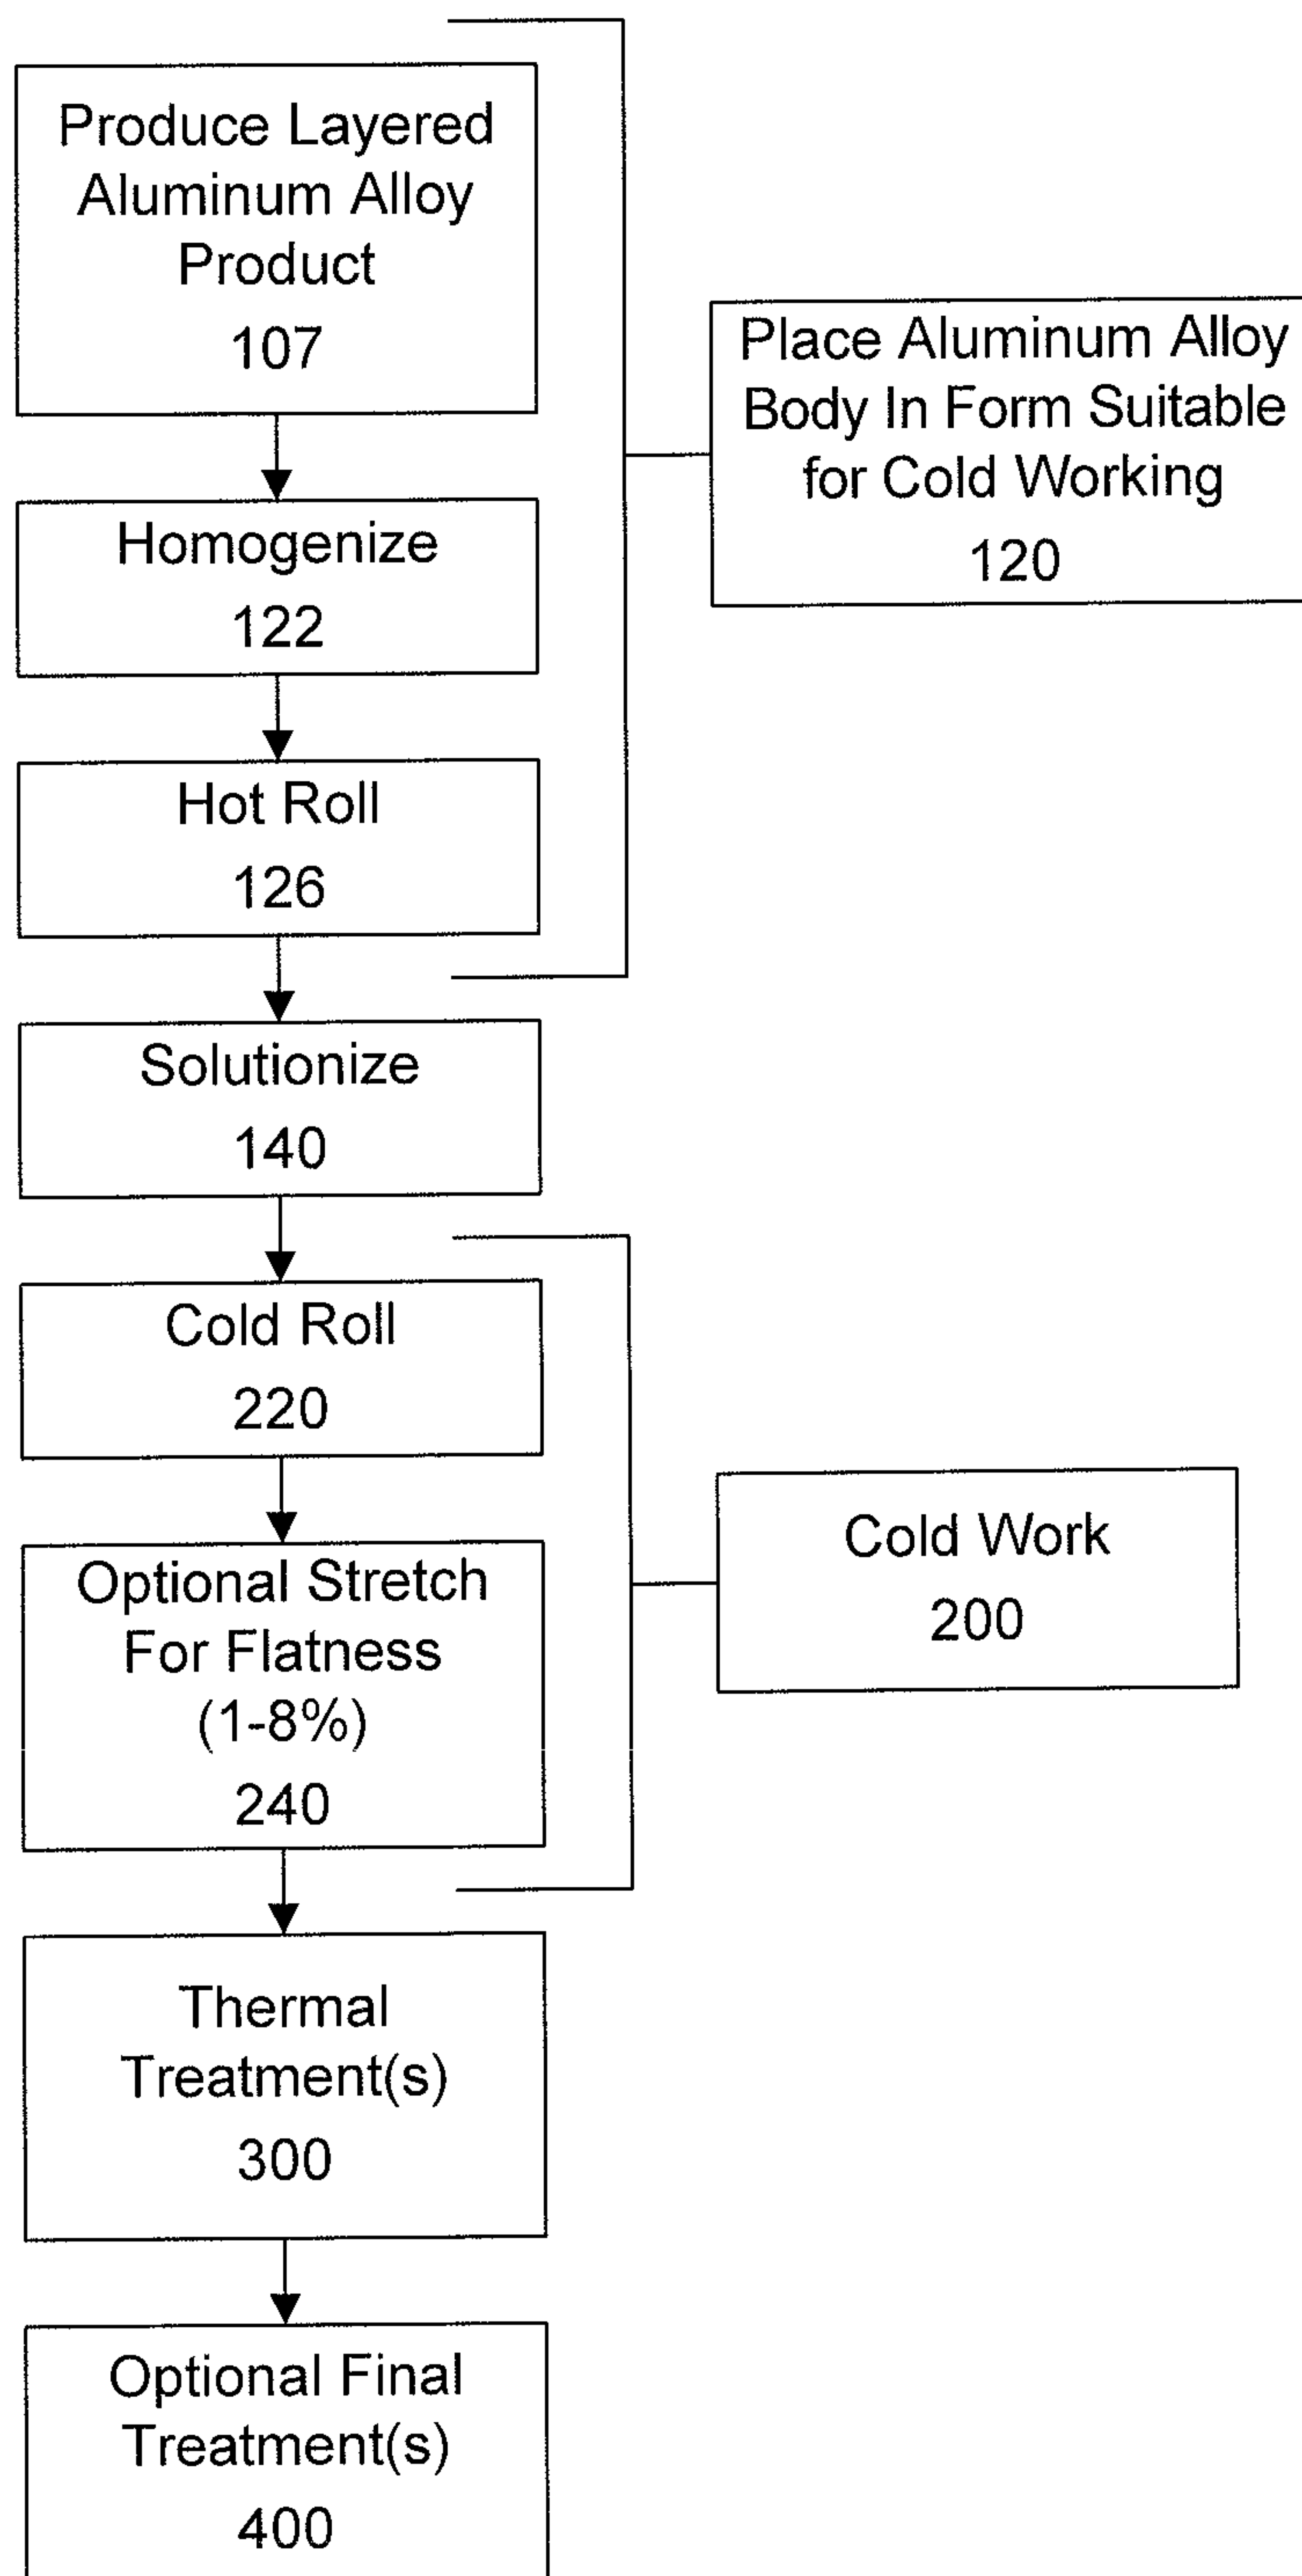 Produce Layered
Aluminum Alloy
Product
107
Place Aluminum Alloy
Body In Form Suitable
for Cold Working
120
Homogenize
122
Hot Roll
126
Solutionize
140
Cold Roll
220
Optional Stretch
For Flatness
(1-8%)
240
Cold Work
200
Thermal
Treatment(s)
300
Optional Final
Treatment(s)
400